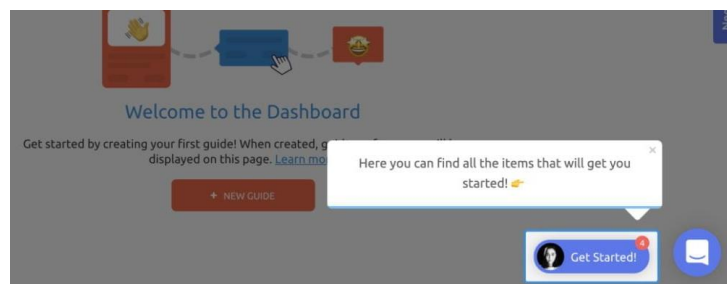 Welcome to the Dashboard
Get started by creating your first guide! When created,
displayed on this page. Learn
Here you can find all the items that will get you
started! 👉
+ NEW GUIDE
4
Get Started!